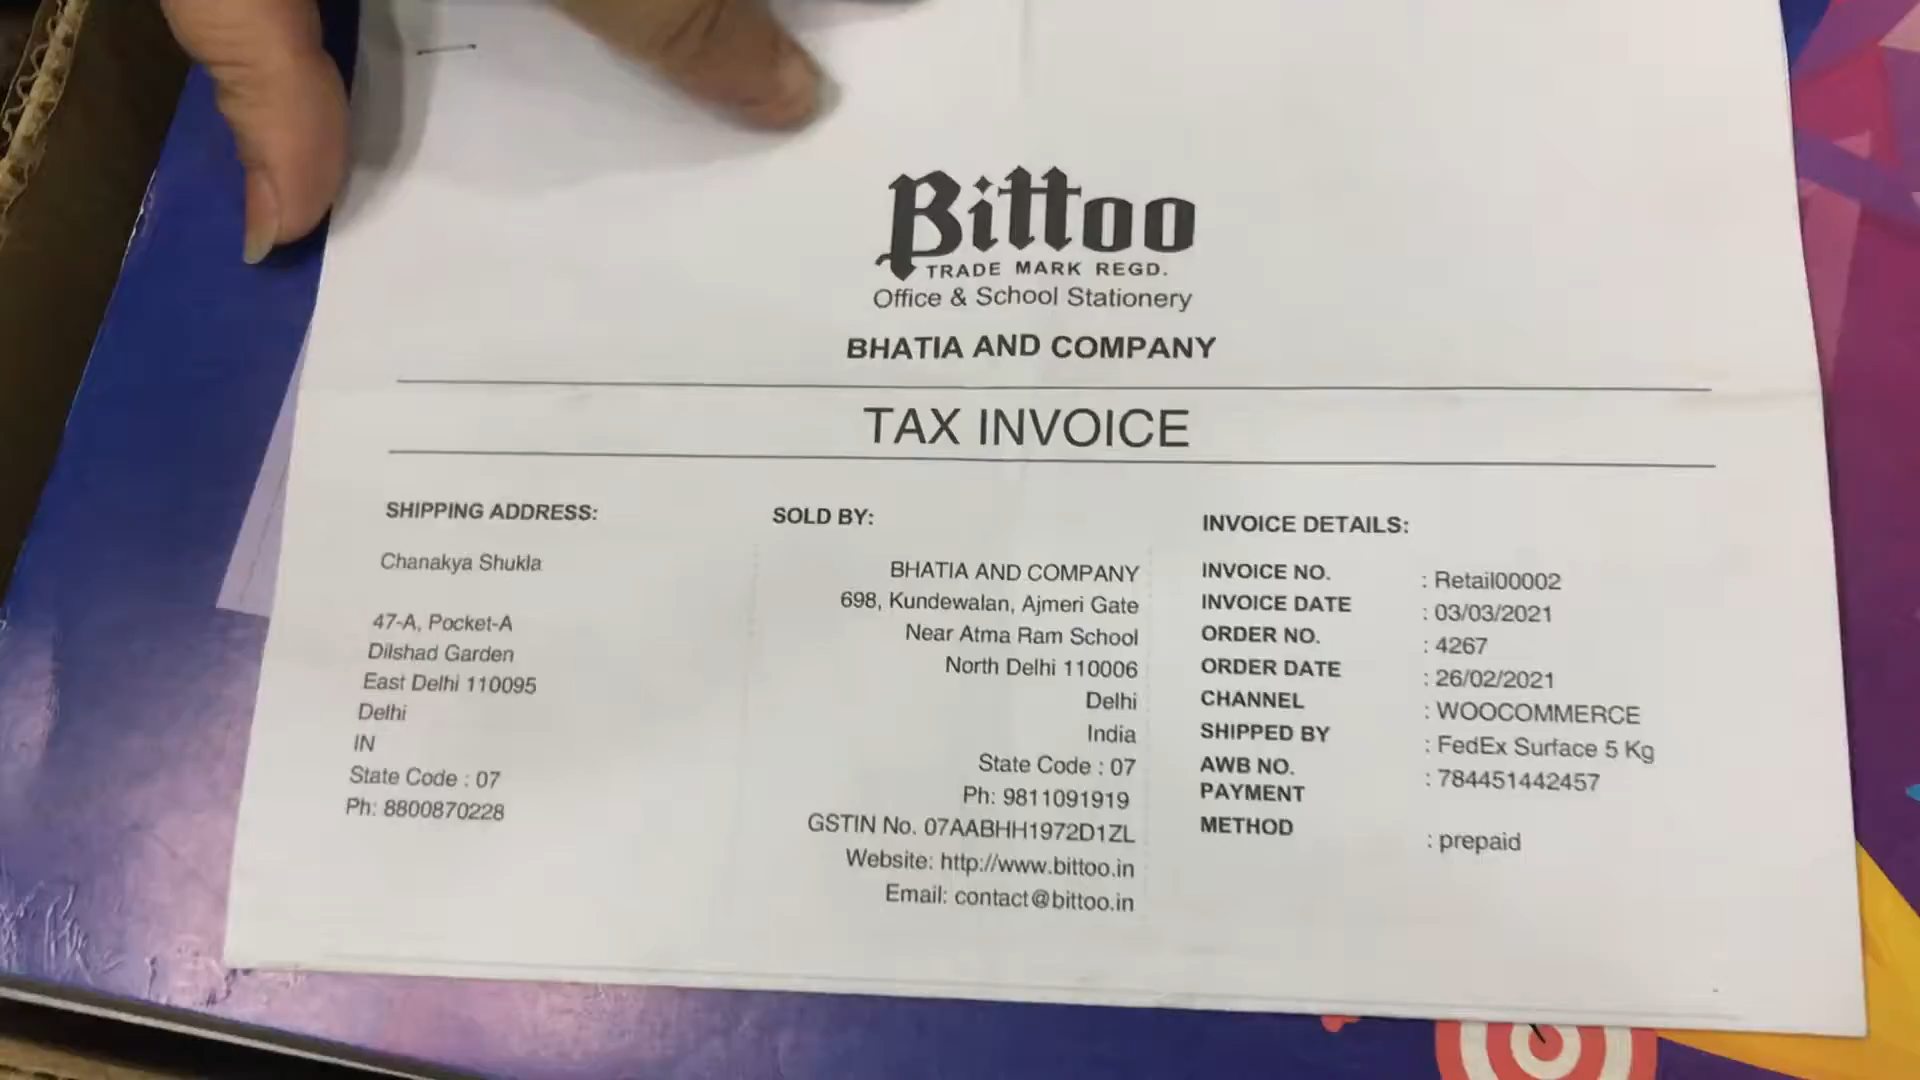 Bittoo
TRADE MARK REGD.
Office & School Stationery
BHATIA AND COMPANY
TAX INVOICE
SHIPPING ADDRESS:
Chanakya Shukla
47-A, Pocket-A
Dilshad Garden
East Delhi 110095
Delhi
IN
State Code : 07
Ph: 8800870228
SOLD BY:
BHATIA AND COMPANY
698, Kundewalan, Ajmeri Gate
Near Atma Ram School
North Delhi 110006
Delhi
India
State Code : 07
Ph: 9811091919
GSTIN No. 07AABHH1972D1ZL
Website: http://www.bittoo.in
Email: contact@bittoo.in
INVOICE DETAILS:
INVOICE NO. : Retail00002
INVOICE DATE : 03/03/2021
ORDER NO. : 4267
ORDER DATE : 26/02/2021
CHANNEL : WOOCOMMERCE
SHIPPED BY : FedEx Surface 5 Kg
AWB NO. : 784451442457
PAYMENT
METHOD : prepaid